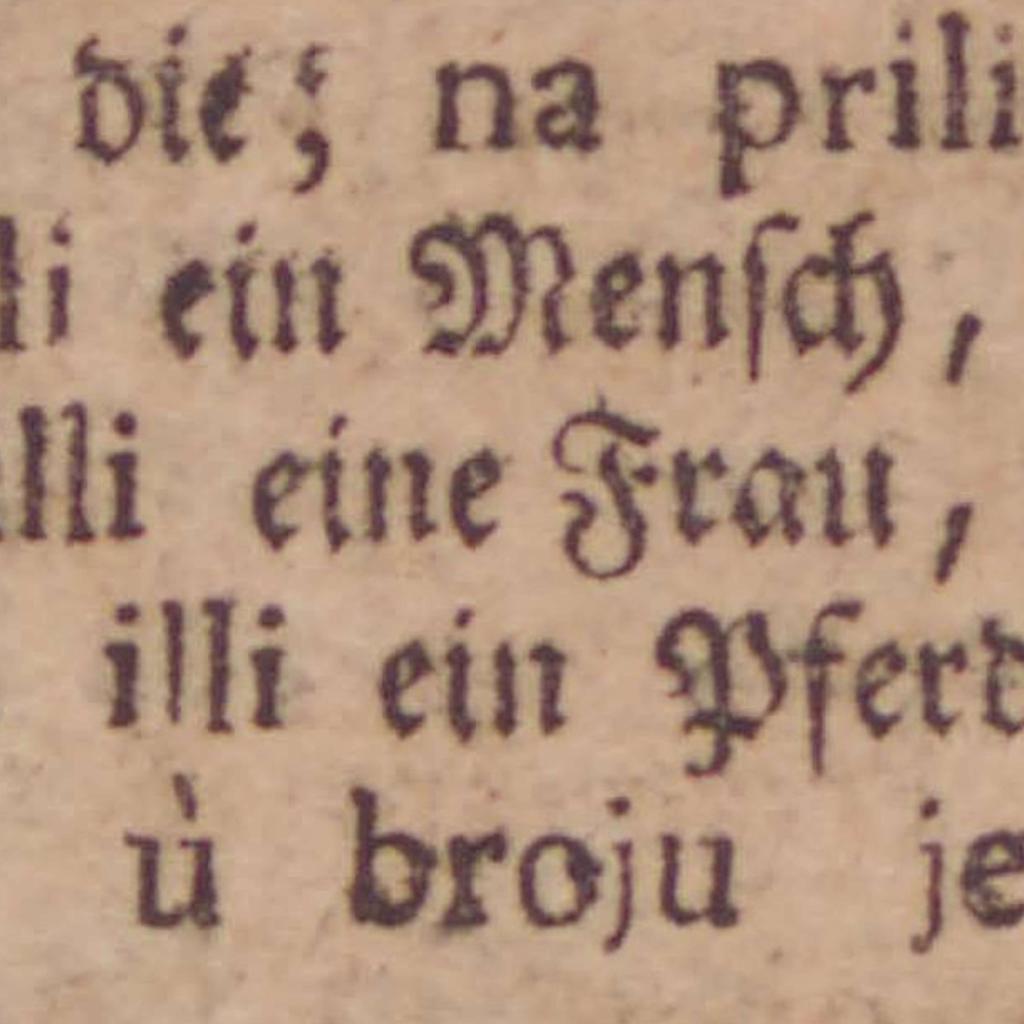 die; na prili
li ein Menſch,
lli eine Frau,
illi ein Pferd
ù broju je